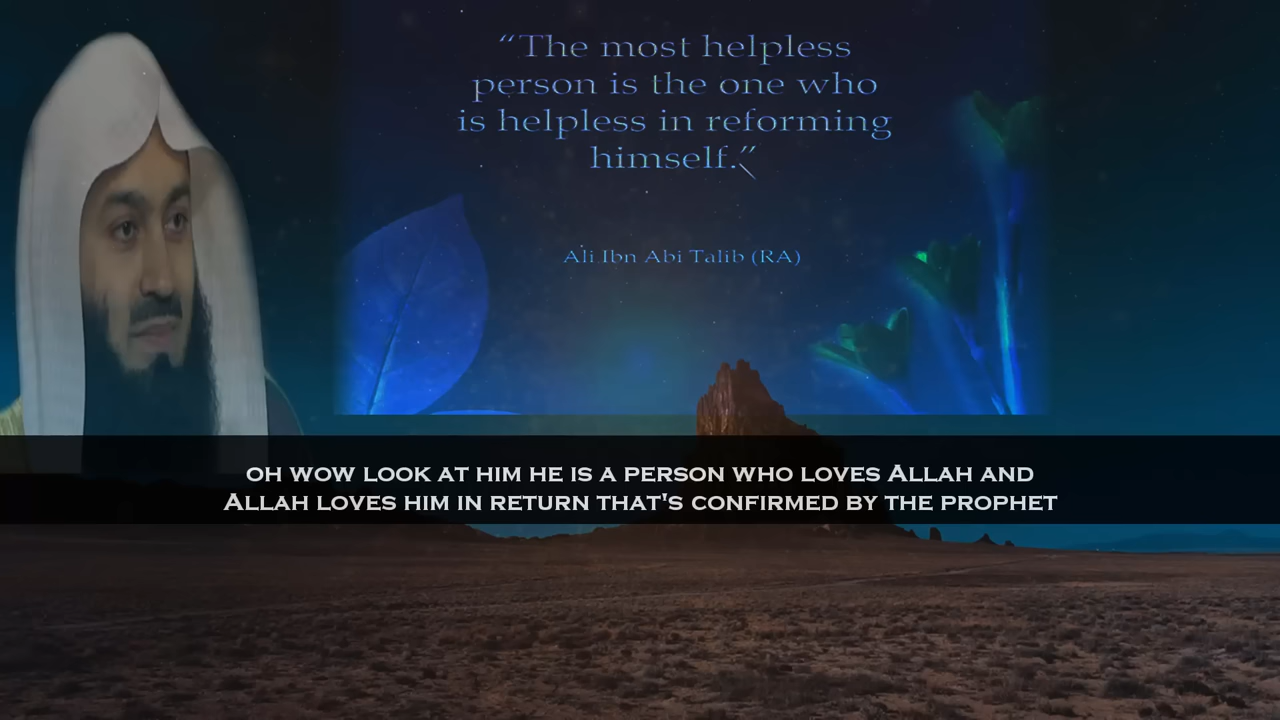 “The most helpless
person is the one who
is helpless in reforming
himself.”
Ali Ibn Abi Talib (RA)
OH WOW LOOK AT HIM HE IS A PERSON WHO LOVES ALLAH AND
ALLAH LOVES HIM IN RETURN THAT'S CONFIRMED BY THE PROPHET